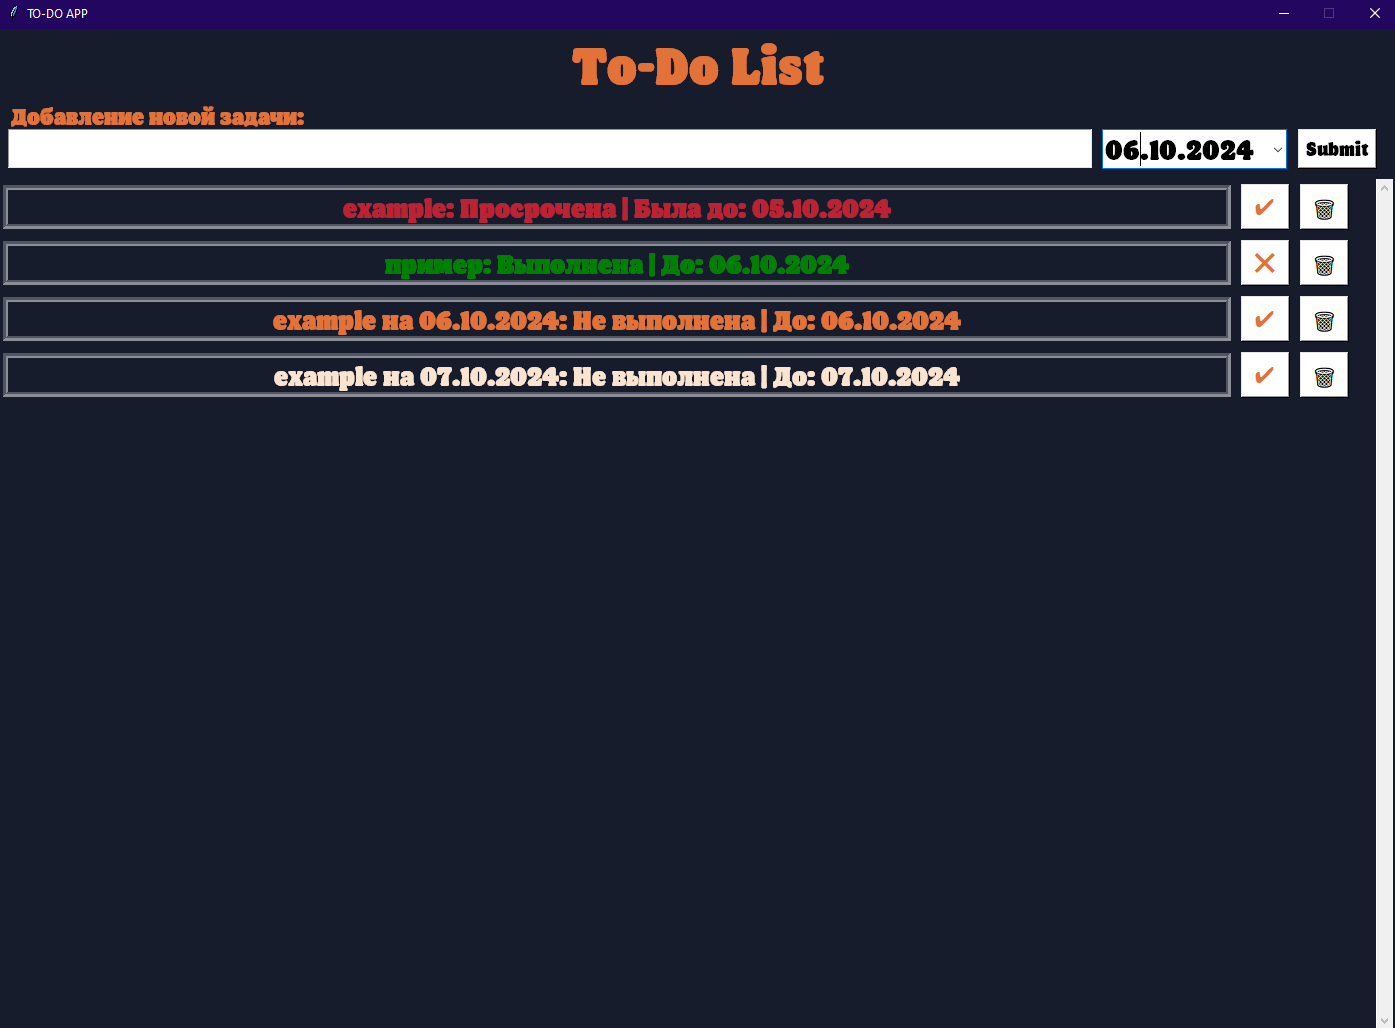 TO-DO APP
To-Do List
Добавление новой задачи:
06.10.2024 Submit
example: Просрочена | Была до: 05.10.2024
пример: Выполнена | До: 06.10.2024
example на 06.10.2024: Не выполнена | До: 06.10.2024
example на 07.10.2024: Не выполнена | До: 07.10.2024